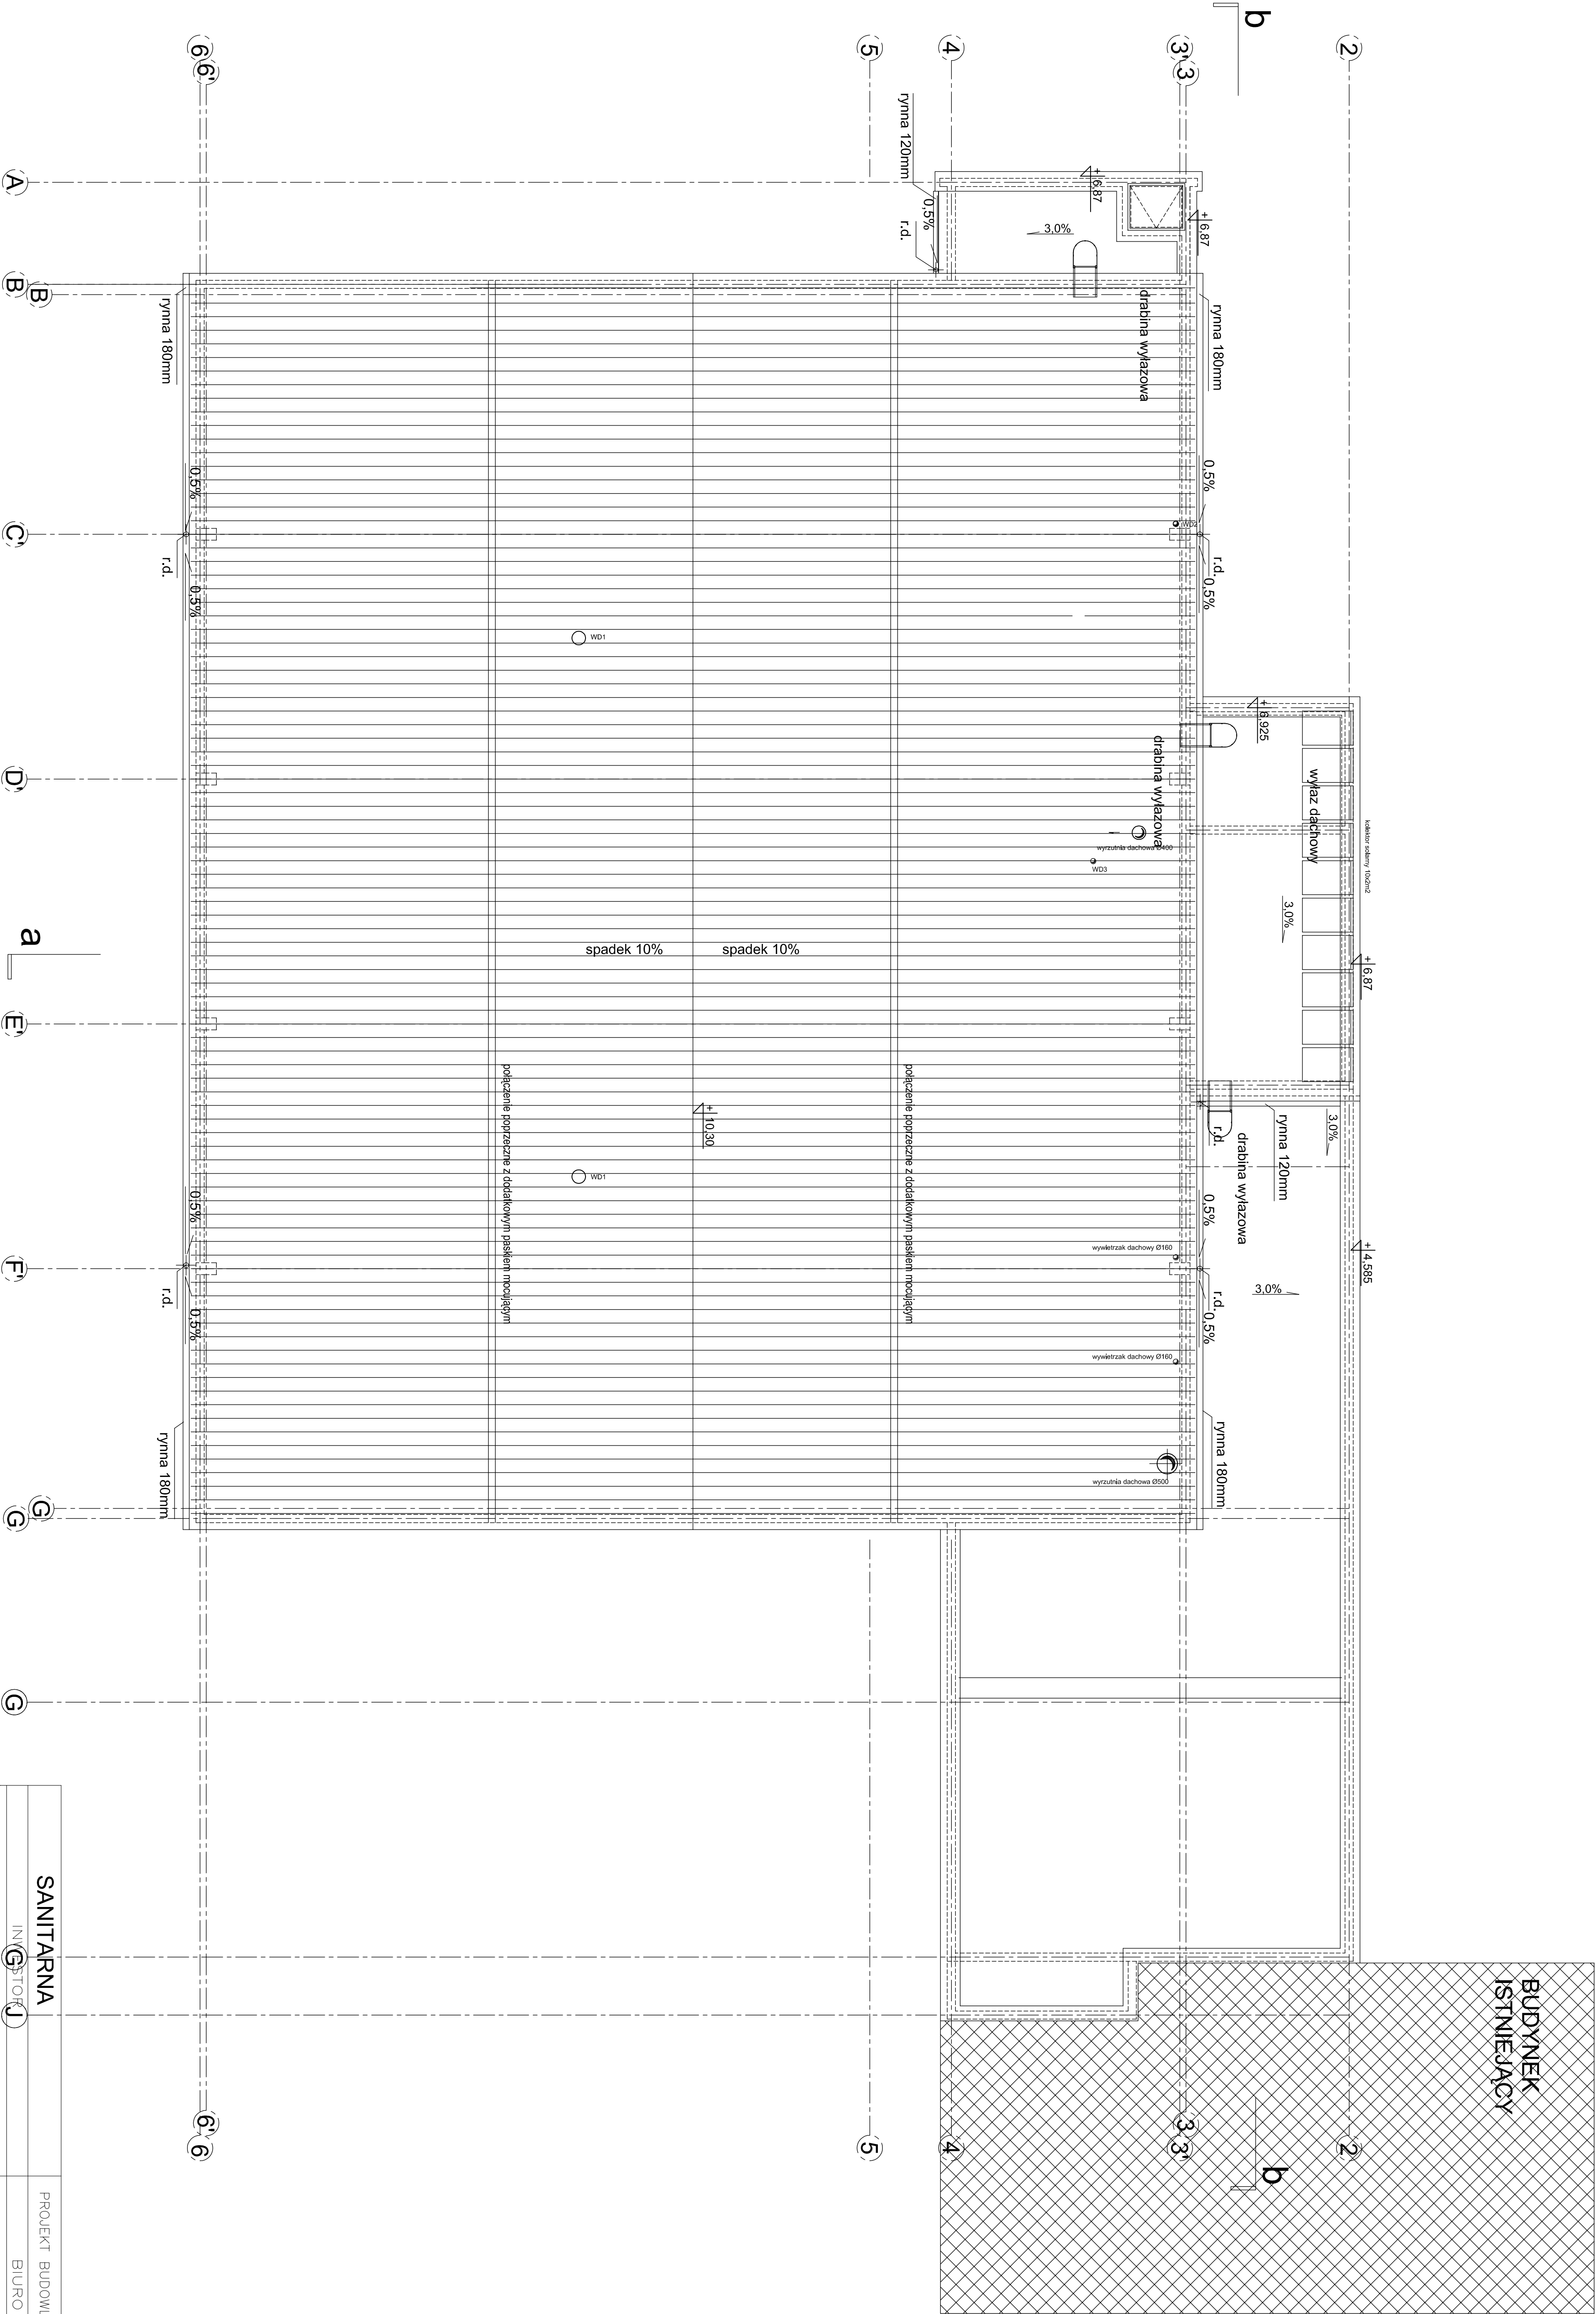 b
2
3
3'
4
5
6'
6
A
B
B
C'
D'
E'
F'
G
G
G
G
J
rynna 120mm
0,5%
r.d.
3,0%
+
6,87
+
6,87
drabina wyłazowa
rynna 180mm
rynna 180mm
0,5%
r.d.
0,5%
WD2
0,5%
r.d.
0,5%
WD1
+
6,925
drabina wyłazowa
wyłaz dachowy
kolektor solarny 10x2m2
wyrzutnia dachowa Ø400
WD3
3,0%
+
6,87
spadek 10%
spadek 10%
a
połączenie poprzeczne z dodatkowym paskiem mocującym
połączenie poprzeczne z dodatkowym paskiem mocującym
+
10,30
WD1
r.d.
drabina wyłazowa
rynna 120mm
3,0%
+
4,585
3,0%
0,5%
r.d.
0,5%
0,5%
r.d.
0,5%
wywietrzak dachowy Ø160
wywietrzak dachowy Ø160
wyrzutnia dachowa Ø500
rynna 180mm
rynna 180mm
BUDYNEK
ISTNIEJĄCY
b
2
3
3'
4
5
6'
6
SANITARNA
INWESTOR
PROJEKT BUDOWL
BIURO